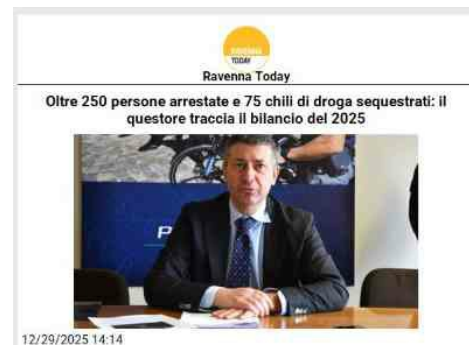 TODAY
Ravenna Today
Oltre 250 persone arrestate e 75 chili di droga sequestrati: il
questore traccia il bilancio del 2025
P
12/29/2025 14:14